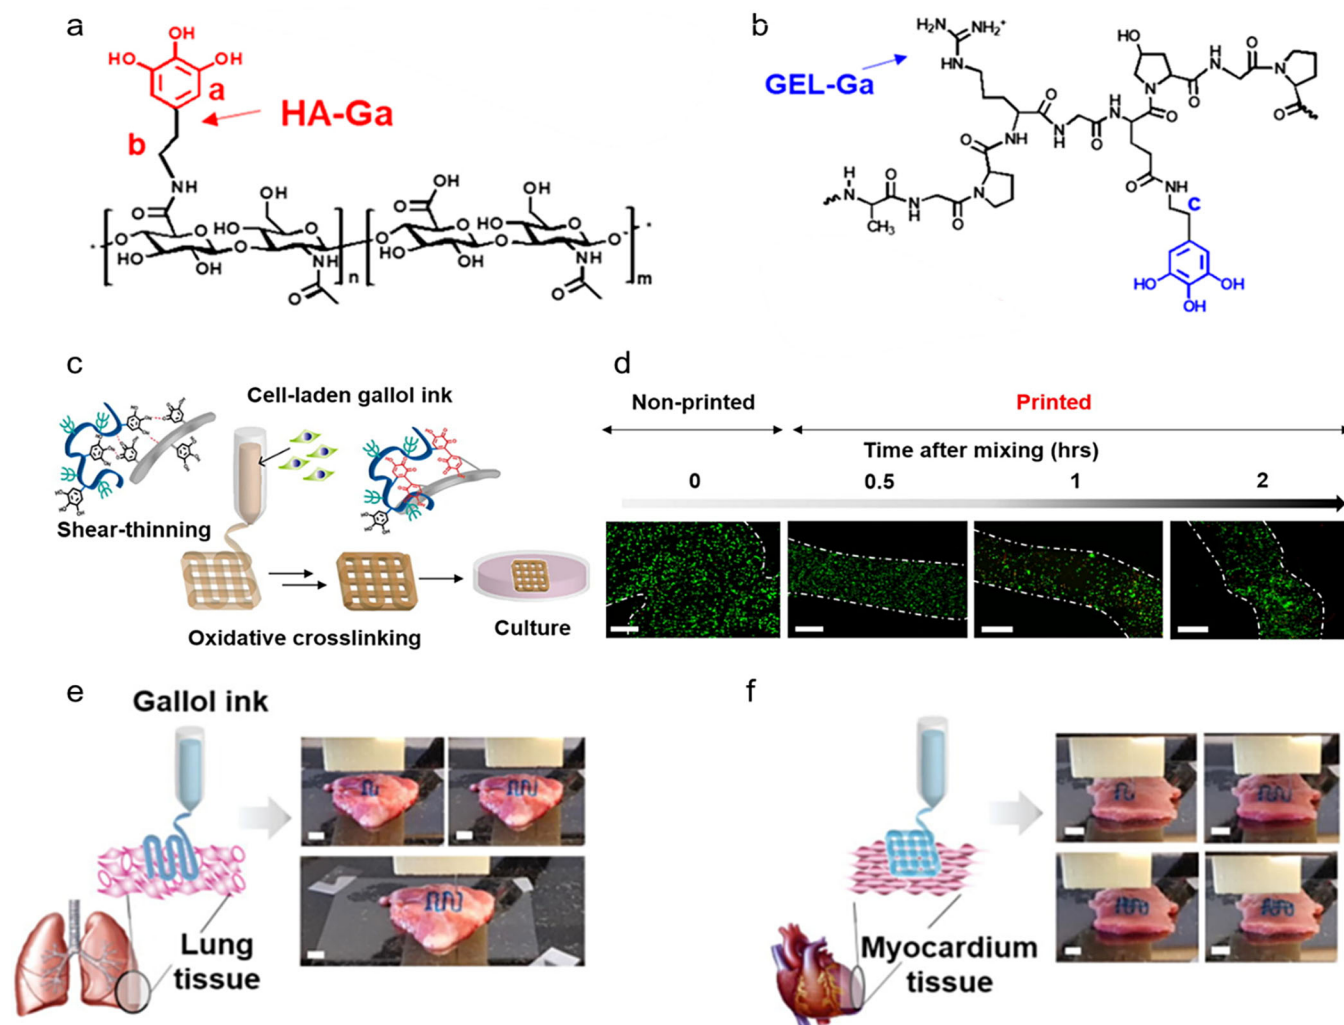 a
OH
HO
OH
a
HA-Ga
b
NH
O
OH
OH
OH
OH
O
HO
O
O
HO
O
HO
O
O
HO
O
HO
OH
NH
n
HO
OH
NH
m
O
O
b
H₂N
NH₂⁺
HN
GEL-Ga
HO
H
N
O
N
O
O
N
O
O
H
N
O
H
N
N
H
O
NH
O
O
H
N
O
N
H
O
N
CH₃
O
NH
c
HO
OH
OH
c
Cell-laden gallol ink
Shear-thinning
Oxidative crosslinking
Culture
d
Non-printed
Printed
Time after mixing (hrs)
0
0.5
1
2
e
Gallol ink
Lung
tissue
f
Myocardium
tissue